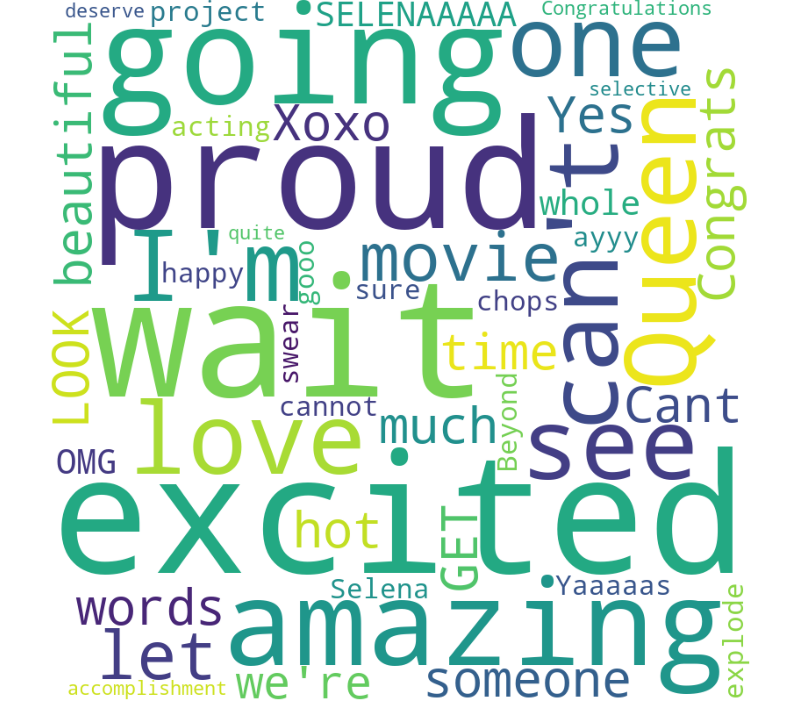 deserve
project
SELENAAAAA
Congratulations
going
one
beautiful
selective
acting
Xoxo
Yes
Congrats
proud
can't
Queen
whole
quite
ayyy
I'm
happy
gooo
movie
sure
chops
wait
LOOK
swear
time
cannot
love
much
Beyond
Cant
see
OMG
excited
hot
GET
Selena
Yaaaaas
words
amazing
explode
let
someone
we're
accomplishment